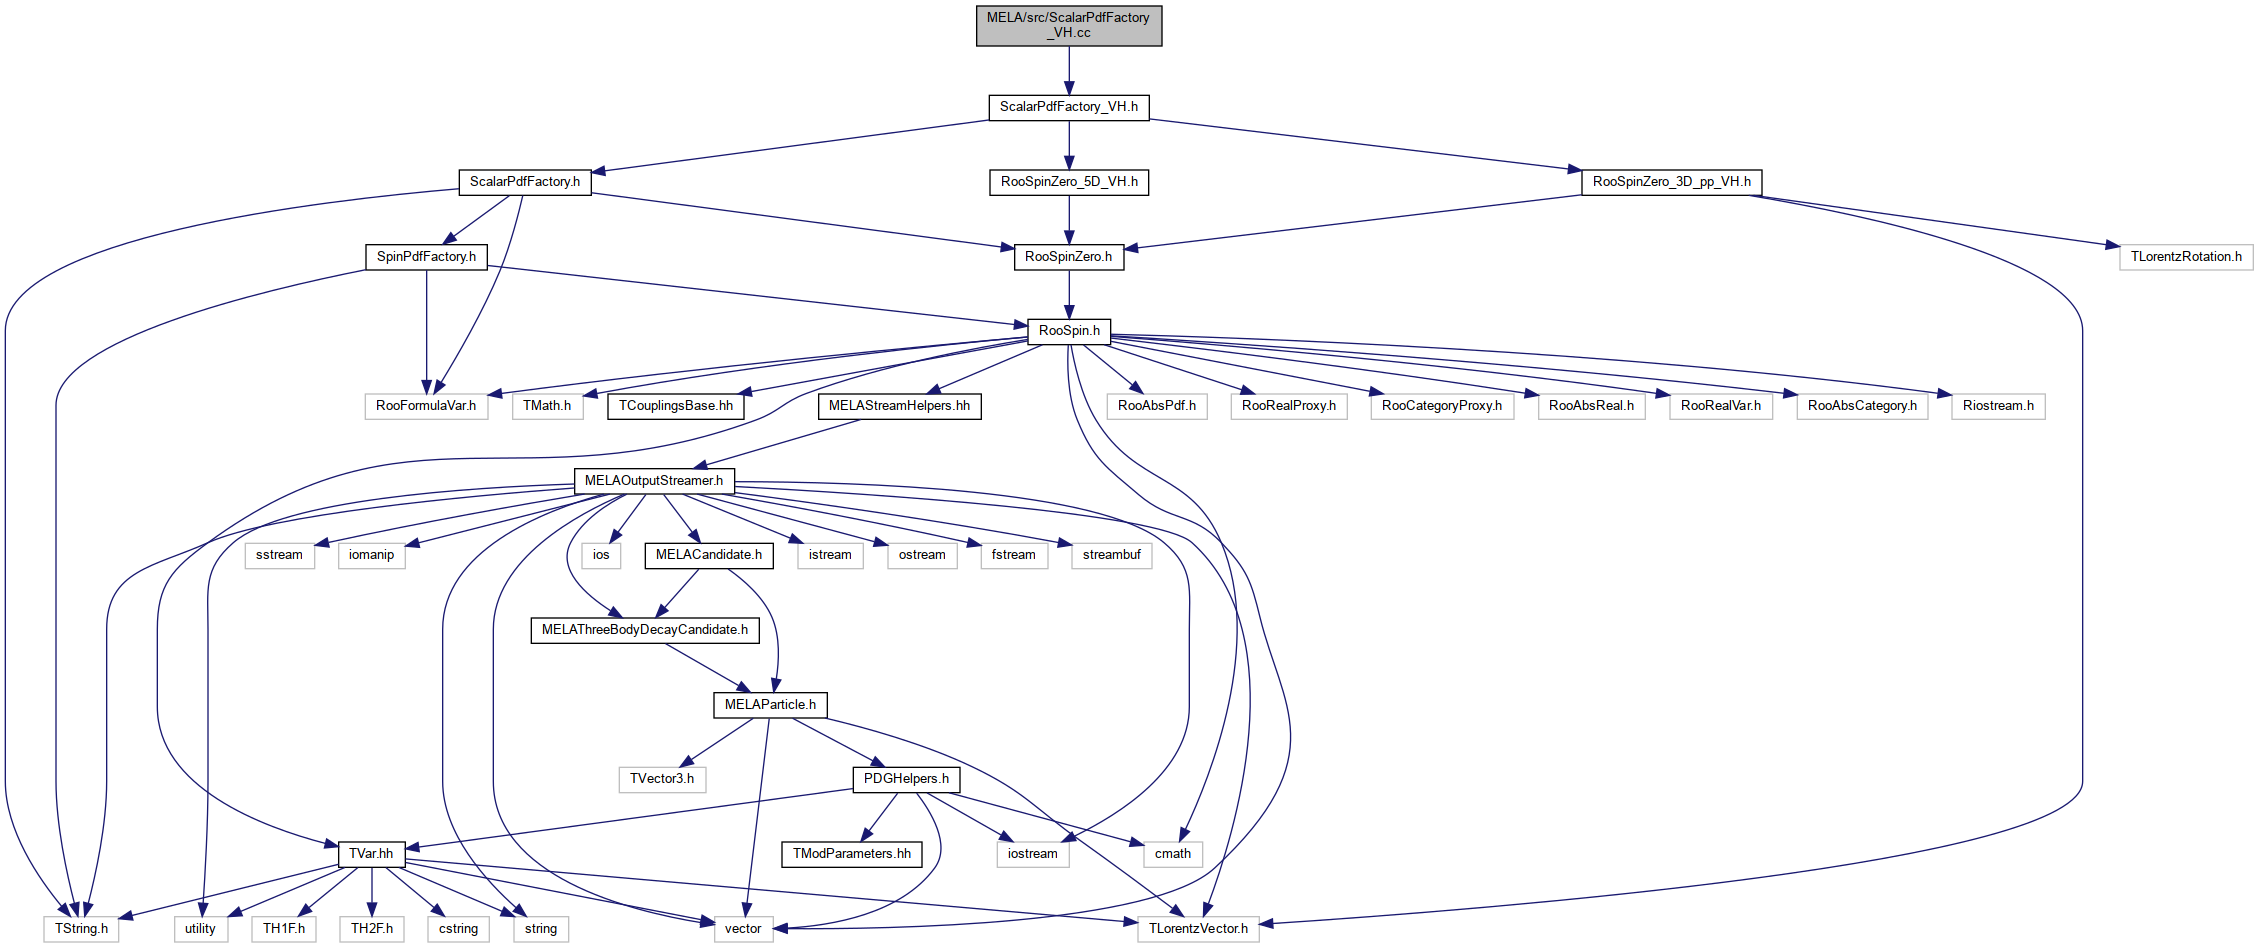 MELA/src/ScalarPdfFactory
_VH.cc
ScalarPdfFactory_VH.h
ScalarPdfFactory.h
RooSpinZero_5D_VH.h
RooSpinZero_3D_pp_VH.h
SpinPdfFactory.h
RooSpinZero.h
TLorentzRotation.h
RooSpin.h
RooFormulaVar.h
TMath.h
TCouplingsBase.hh
MELAStreamHelpers.hh
RooAbsPdf.h
RooRealProxy.h
RooCategoryProxy.h
RooAbsReal.h
RooRealVar.h
RooAbsCategory.h
Riostream.h
MELAOutputStreamer.h
sstream
iomanip
ios
MELACandidate.h
istream
ostream
fstream
streambuf
MELAThreeBodyDecayCandidate.h
MELAParticle.h
TVector3.h
PDGHelpers.h
TVar.hh
TModParameters.hh
iostream
cmath
TString.h
utility
TH1F.h
TH2F.h
cstring
string
vector
TLorentzVector.h